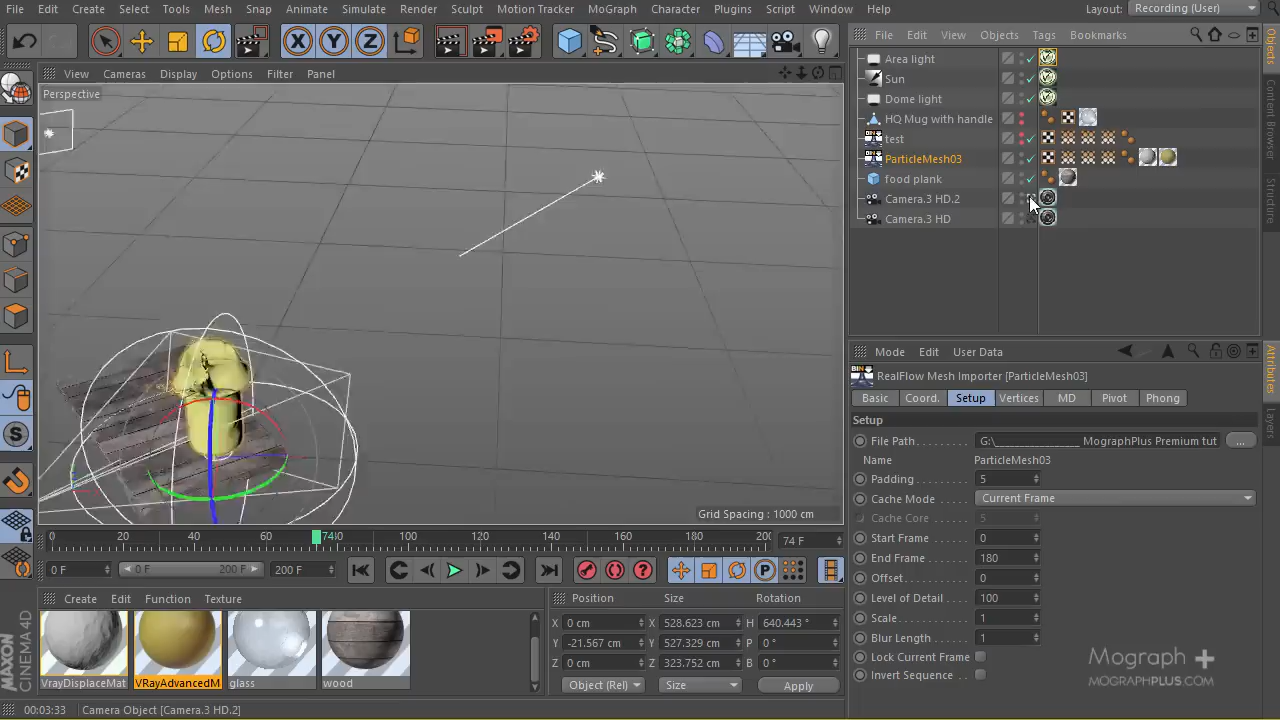 File Edit Create Select Tools Mesh Snap Animate Simulate Render Sculpt Motion Tracker MoGraph Character Plugins Script Window Help Layout: Recording (User)
X Y Z
File Edit View Objects Tags Bookmarks
View Cameras Display Options Filter Panel
Perspective
Area light
Sun
Dome light
HQ Mug with handle
test
ParticleMesh03
food plank
Camera.3 HD.2
Camera.3 HD
Objects
Content Browser
Structure
Attributes
Layers
Mode Edit User Data
RealFlow Mesh Importer [ParticleMesh03]
Basic Coord. Setup Vertices MD Pivot Phong
Setup
File Path G:\________________ MographPlus Premium tut ...
Name ParticleMesh03
Padding 5
Cache Mode Current Frame
Cache Core 5
Start Frame 0
End Frame 180
Offset 0
Level of Detail 100
Scale 1
Blur Length 1
Lock Current Frame
Invert Sequence
Grid Spacing : 1000 cm
0 20 40 60 7480 100 120 140 160 180 200 74 F
0 F 0 F 200 F 200 F
Create Edit Function Texture
VrayDisplaceMat VRayAdvancedM glass wood
Position Size Rotation
X 0 cm X 528.623 cm H 640.443 °
Y -21.567 cm Y 527.329 cm P 0 °
Z 0 cm Z 323.752 cm B 0 °
Object (Rel) Size Apply
MAXON
CINEMA 4D
Mograph +
MOGRAPHPLUS.COM
00:03:33 Camera Object [Camera.3 HD.2]